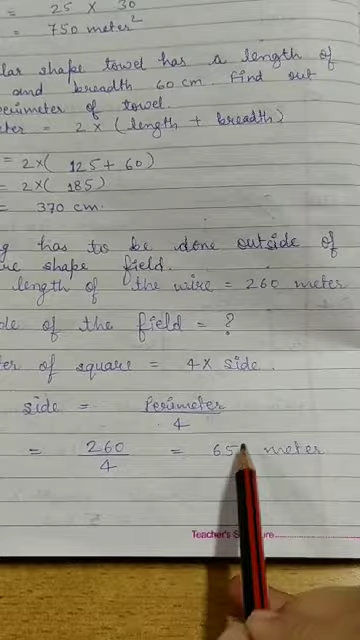 = 25 X 30
= 750 meter²
lar shape towel has a length of
and breadth 60 cm. Find out
perimeter of towel.
ter = 2 × (length + breadth)
= 2×( 125 + 60)
= 2×( 185)
= 370 cm.
g has to be done outside of
re shape field.
length of the wire = 260 meter
de of the field = ?
ter of square = 4 × side.
side = Perimeter
4
= 260 = 65 meter
4
Teacher's